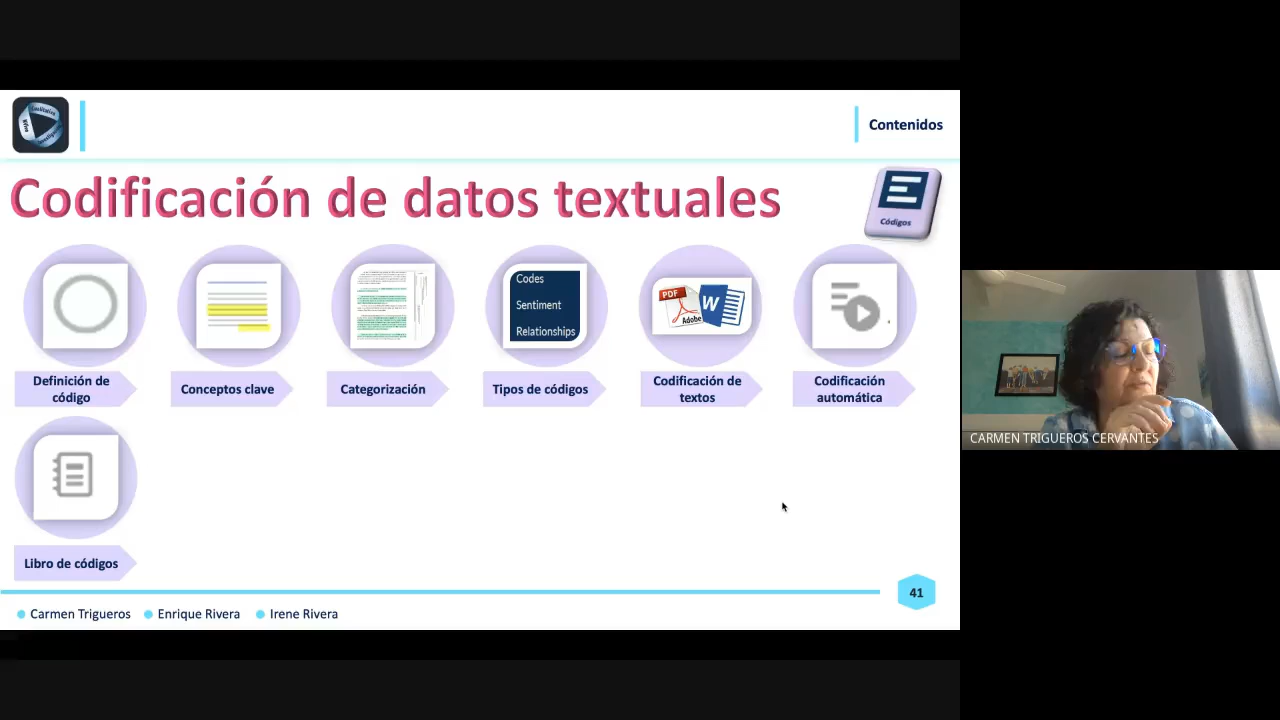 Contenidos
Codificación de datos textuales
Códigos
Codes
Sentiment
Relationships
PDF
Adobe
W
Definición de
código
Conceptos clave
Categorización
Tipos de códigos
Codificación de
textos
Codificación
automática
Libro de códigos
41
Carmen Trigueros
Enrique Rivera
Irene Rivera
CARMEN TRIGUEROS CERVANTES